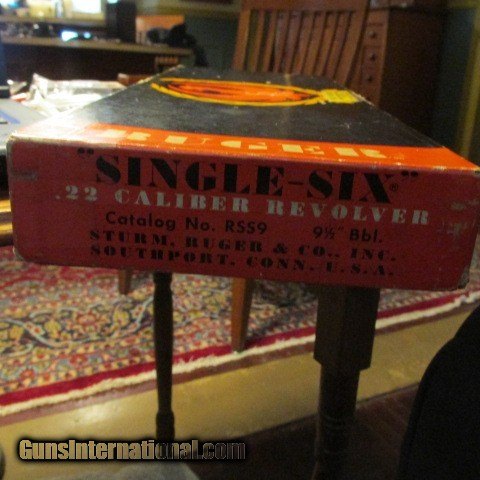 RUGER
"SINGLE-SIX"®
.22 CALIBER REVOLVER
Catalog No. RSS9 9½" Bbl.
STURM, RUGER & CO., INC.
SOUTHPORT, CONN. U.S.A.
GunsInternational.com